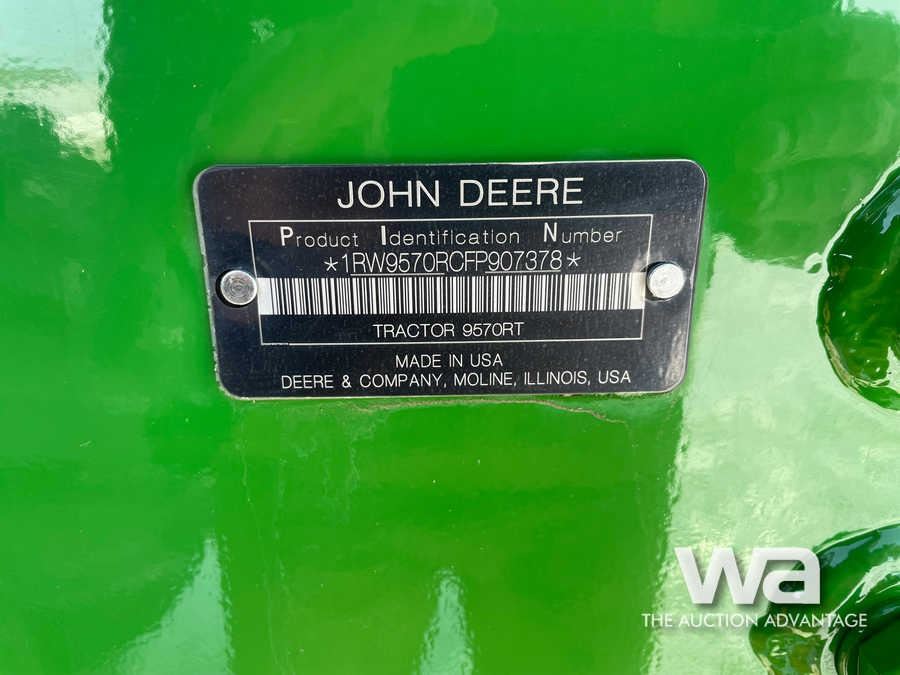 JOHN DEERE
Product Identification Number
*1RW9570RCFP907378*
TRACTOR 9570RT
MADE IN USA
DEERE & COMPANY, MOLINE, ILLINOIS, USA
wa
THE AUCTION ADVANTAGE